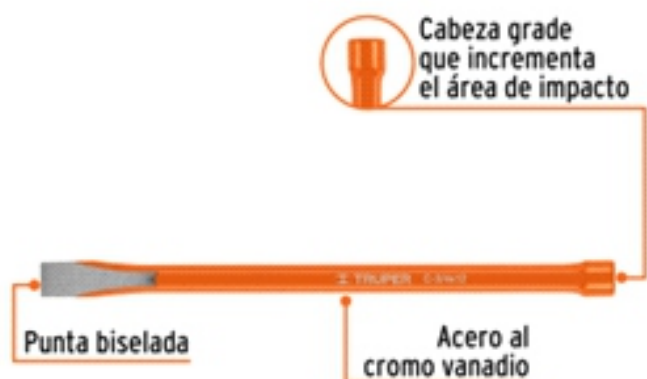 Cabeza grade
que incrementa
el área de impacto
TRUPER
Punta biselada
Acero al
cromo vanadio